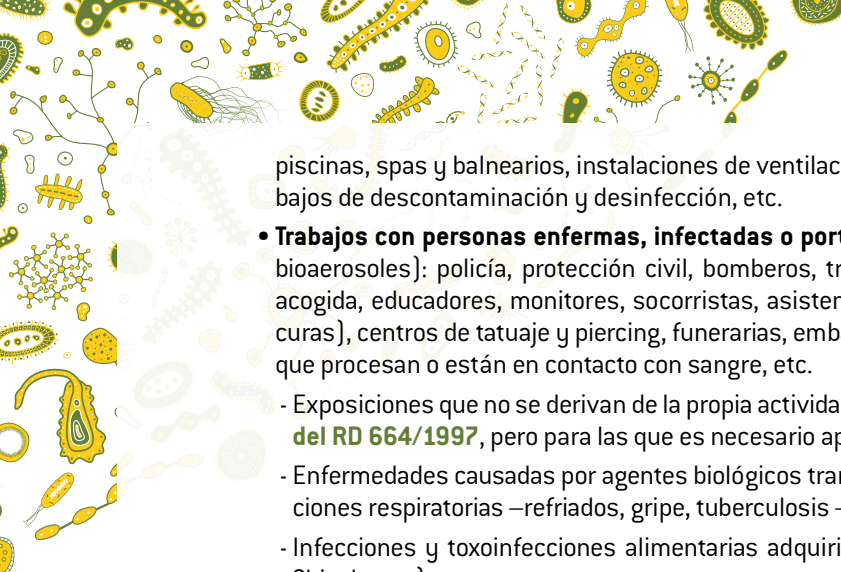 piscinas, spas y balnearios, instalaciones de ventilac
bajos de descontaminación y desinfección, etc.
• Trabajos con personas enfermas, infectadas o port
bioaerosoles): policía, protección civil, bomberos, tr
acogida, educadores, monitores, socorristas, asisten
curas), centros de tatuaje y piercing, funerarias, emba
que procesan o están en contacto con sangre, etc.
- Exposiciones que no se derivan de la propia activida
del RD 664/1997, pero para las que es necesario ap
- Enfermedades causadas por agentes biológicos tran
ciones respiratorias –refriados, gripe, tuberculosis –
- Infecciones y toxoinfecciones alimentarias adquiri